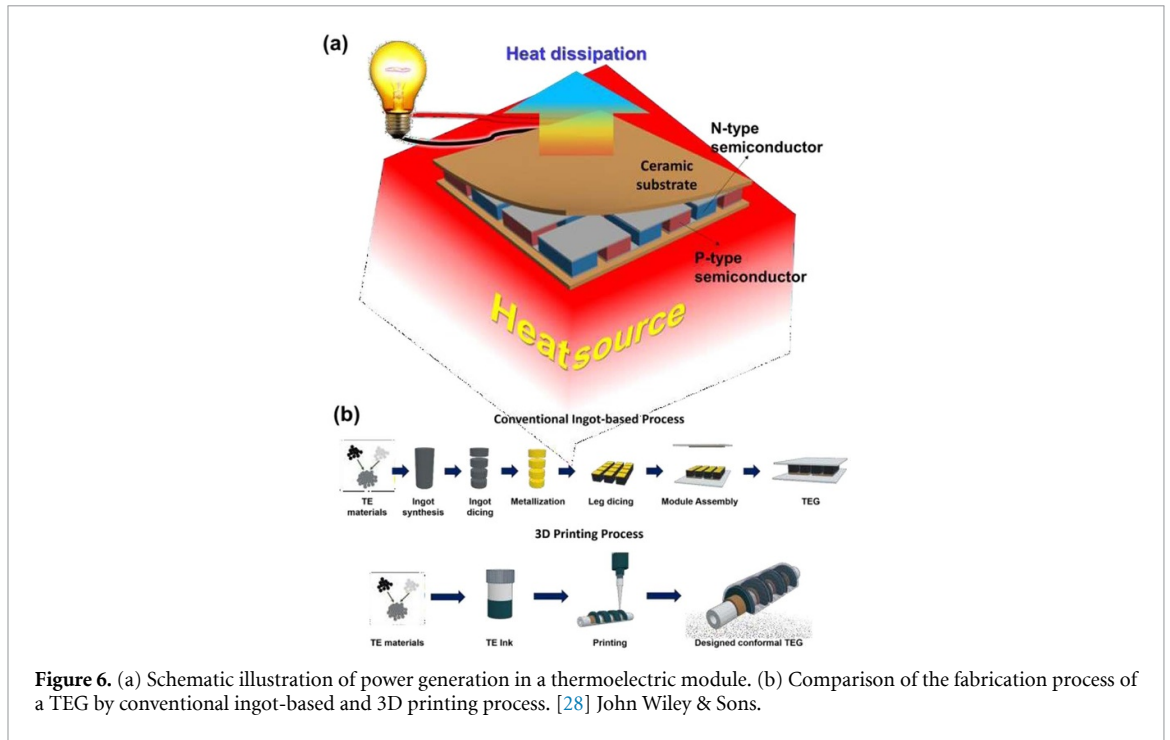 (a)
Heat dissipation
N-type
semiconductor
Ceramic
substrate
P-type
semiconductor
Heat source
(b)
Conventional Ingot-based Process
TE
materials
Ingot
synthesis
Ingot
dicing
Metallization
Leg dicing
Module Assembly
TEG
3D Printing Process
TE materials
TE Ink
Printing
Designed conformal TEG
Figure 6. (a) Schematic illustration of power generation in a thermoelectric module. (b) Comparison of the fabrication process of
a TEG by conventional ingot-based and 3D printing process. [28] John Wiley & Sons.